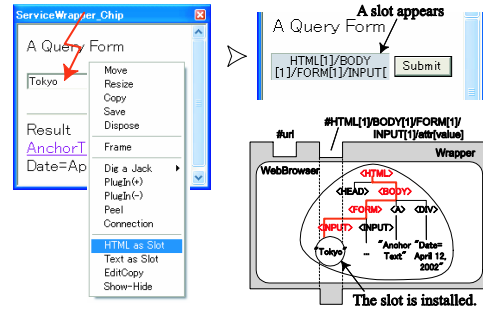 ServiceWrapper_Chip
A Query Form
Tokyo
Result
AnchorT
Date=Ap
Move
Resize
Copy
Save
Dispose
Frame
Dig a Jack
PlugIn(+)
PlugIn(-)
Peel
Connection
HTML as Slot
Text as Slot
EditCopy
Show-Hide
A slot appears
A Query Form
HTML[1]/BODY
[1]/FORM[1]/INPUT[
Submit
#HTML[1]/BODY[1]/FORM[1]/
INPUT[1]/attr[value]
#url
Wrapper
WebBrowser
<HTML>
<HEAD> <BODY>
<FORM> <A> <DIV>
<INPUT> <INPUT>
"Tokyo" ... "Anchor Text" "Date= April 12, 2002"
The slot is installed.